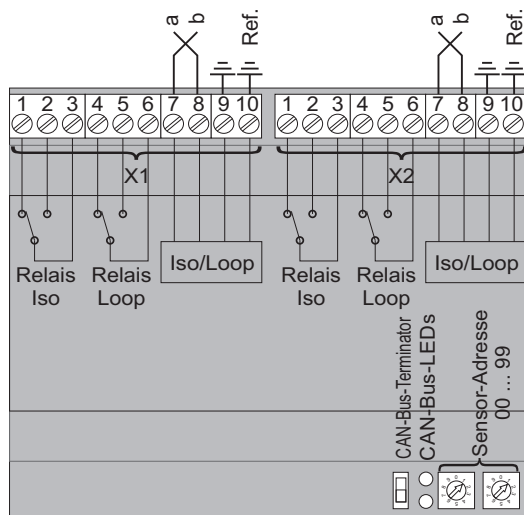 a
b
Ref.
a
b
Ref.
1 2 3 4 5 6 7 8 9 10
1 2 3 4 5 6 7 8 9 10
X1
X2
Relais
Iso
Relais
Loop
Iso/Loop
Relais
Iso
Relais
Loop
Iso/Loop
CAN-Bus-Terminator
CAN-Bus-LEDs
Sensor-Adresse
00 ... 99